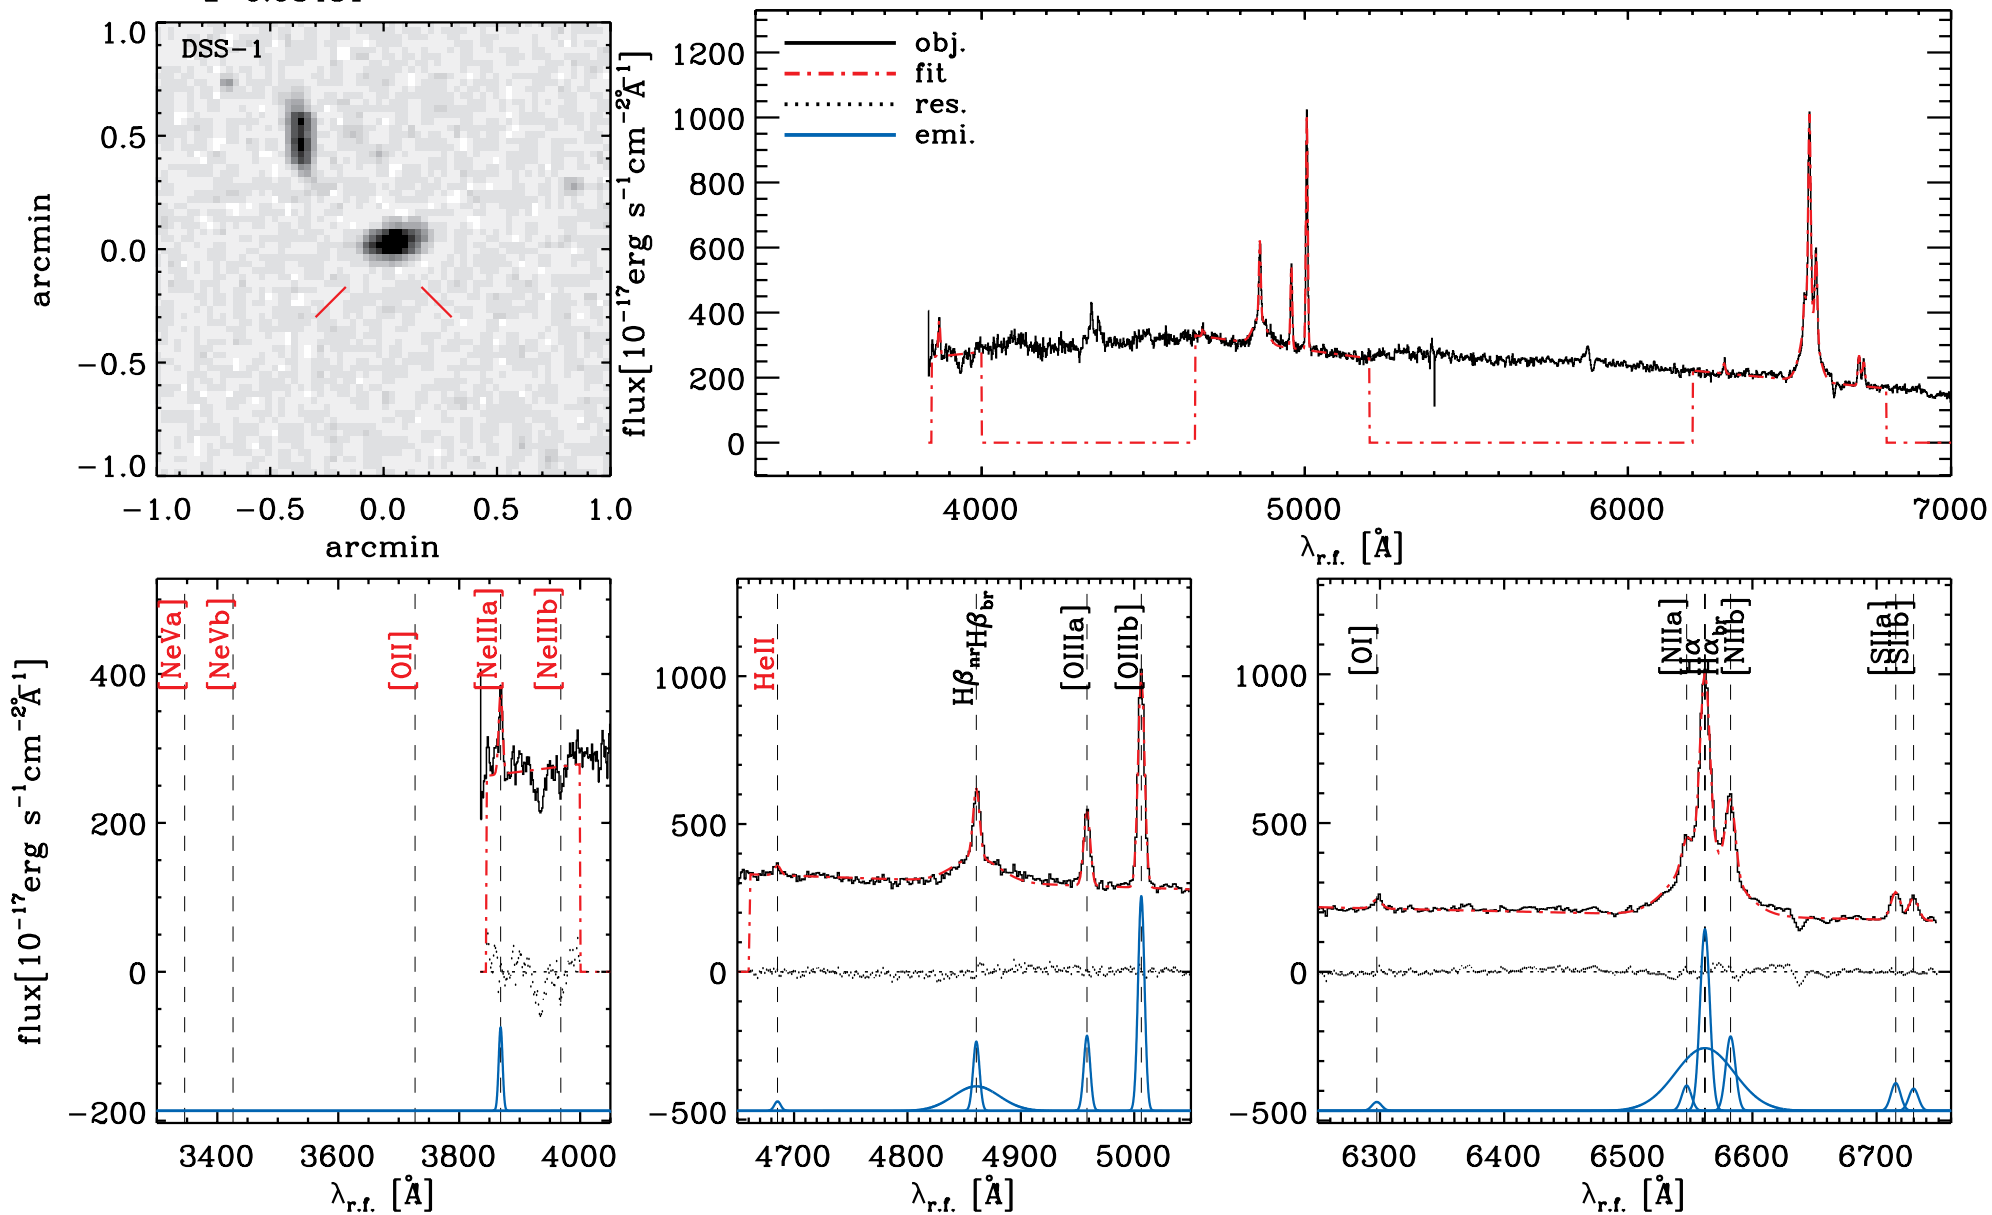 DSS-1
1.0
0.5
0.0
−0.5
−1.0
arcmin
−1.0 −0.5 0.0 0.5 1.0
arcmin
obj.
fit
res.
emi.
1200
1000
800
600
400
200
0
flux[10⁻¹⁷erg s⁻¹cm⁻²Å⁻¹]
4000 5000 6000 7000
λr.f. [Å]
[NeVa]
[NeVb]
[OII]
[NeIIIa]
[NeIIIb]
400
200
0
−200
flux[10⁻¹⁷erg s⁻¹cm⁻²Å⁻¹]
3400 3600 3800 4000
λr.f. [Å]
HeII
Hβnr
Hβbr
[OIIIa]
[OIIIb]
1000
500
0
−500
4700 4800 4900 5000
λr.f. [Å]
[OI]
[NIIa]
Hα
Hαbr
[NIIb]
[SIIa]
[SIIb]
1000
500
0
−500
6300 6400 6500 6600 6700
λr.f. [Å]